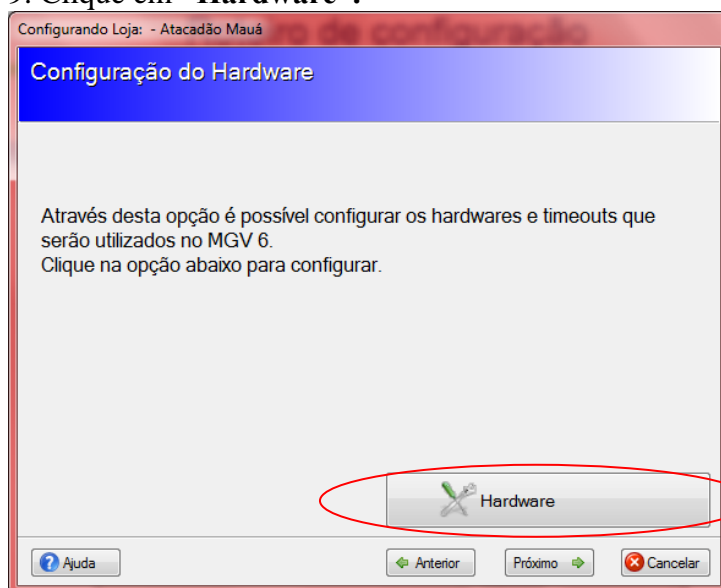 9. Clique em "Hardware".
Configurando Loja: - Atacadão Mauá
Configuração do Hardware
Através desta opção é possível configurar os hardwares e timeouts que
serão utilizados no MGV 6.
Clique na opção abaixo para configurar.
Hardware
Ajuda
Anterior
Próximo
Cancelar